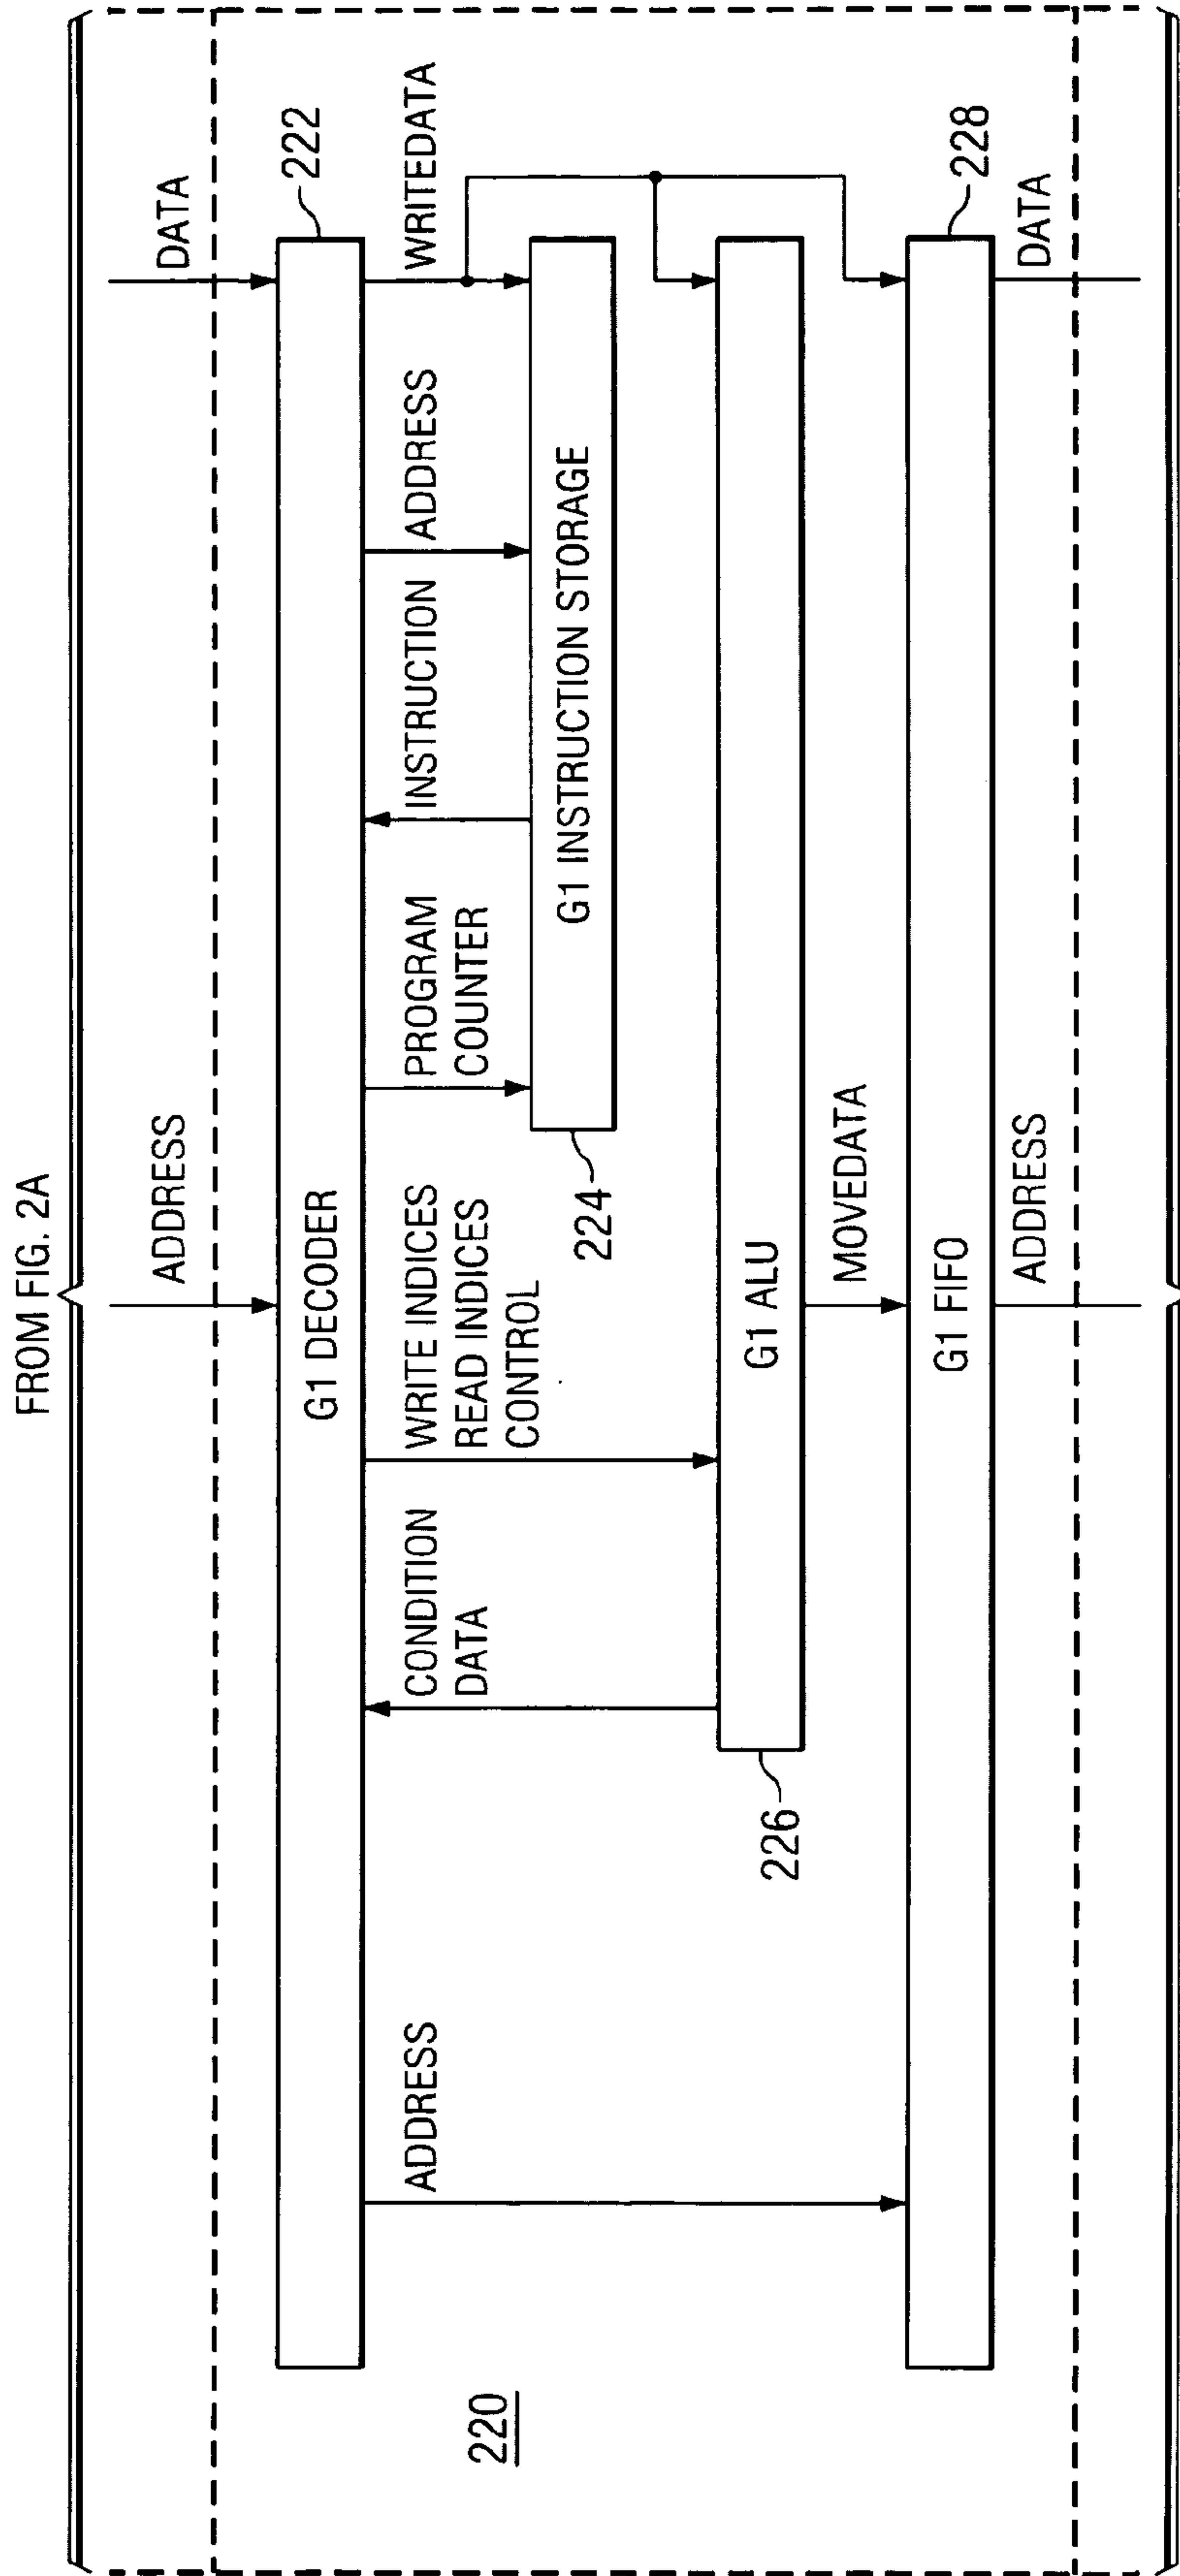 FROM FIG. 2A
ADDRESS
DATA
222
G1 DECODER
ADDRESS
CONDITION
DATA
WRITE INDICES
READ INDICES
CONTROL
PROGRAM
COUNTER
INSTRUCTION
ADDRESS
WRITEDATA
220
224
G1 INSTRUCTION STORAGE
226
G1 ALU
MOVEDATA
G1 FIFO
228
ADDRESS
DATA